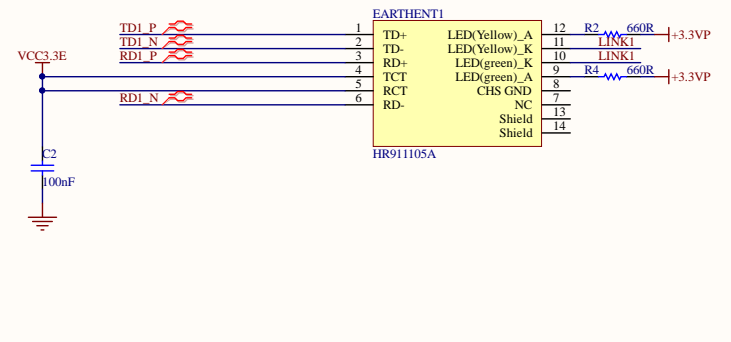 EARTHENT1
TD1_P 1 TD+ LED(Yellow)_A 12 R2 660R +3.3VP
TD1_N 2 TD- LED(Yellow)_K 11 LINK1
RD1_P 3 RD+ LED(green)_K 10 LINK1
VCC3.3E
4 TCT LED(green)_A 9 R4 660R +3.3VP
5 RCT CHS GND 8
RD1_N 6 RD- NC 7
Shield 13
Shield 14
HR911105A
C2
100nF